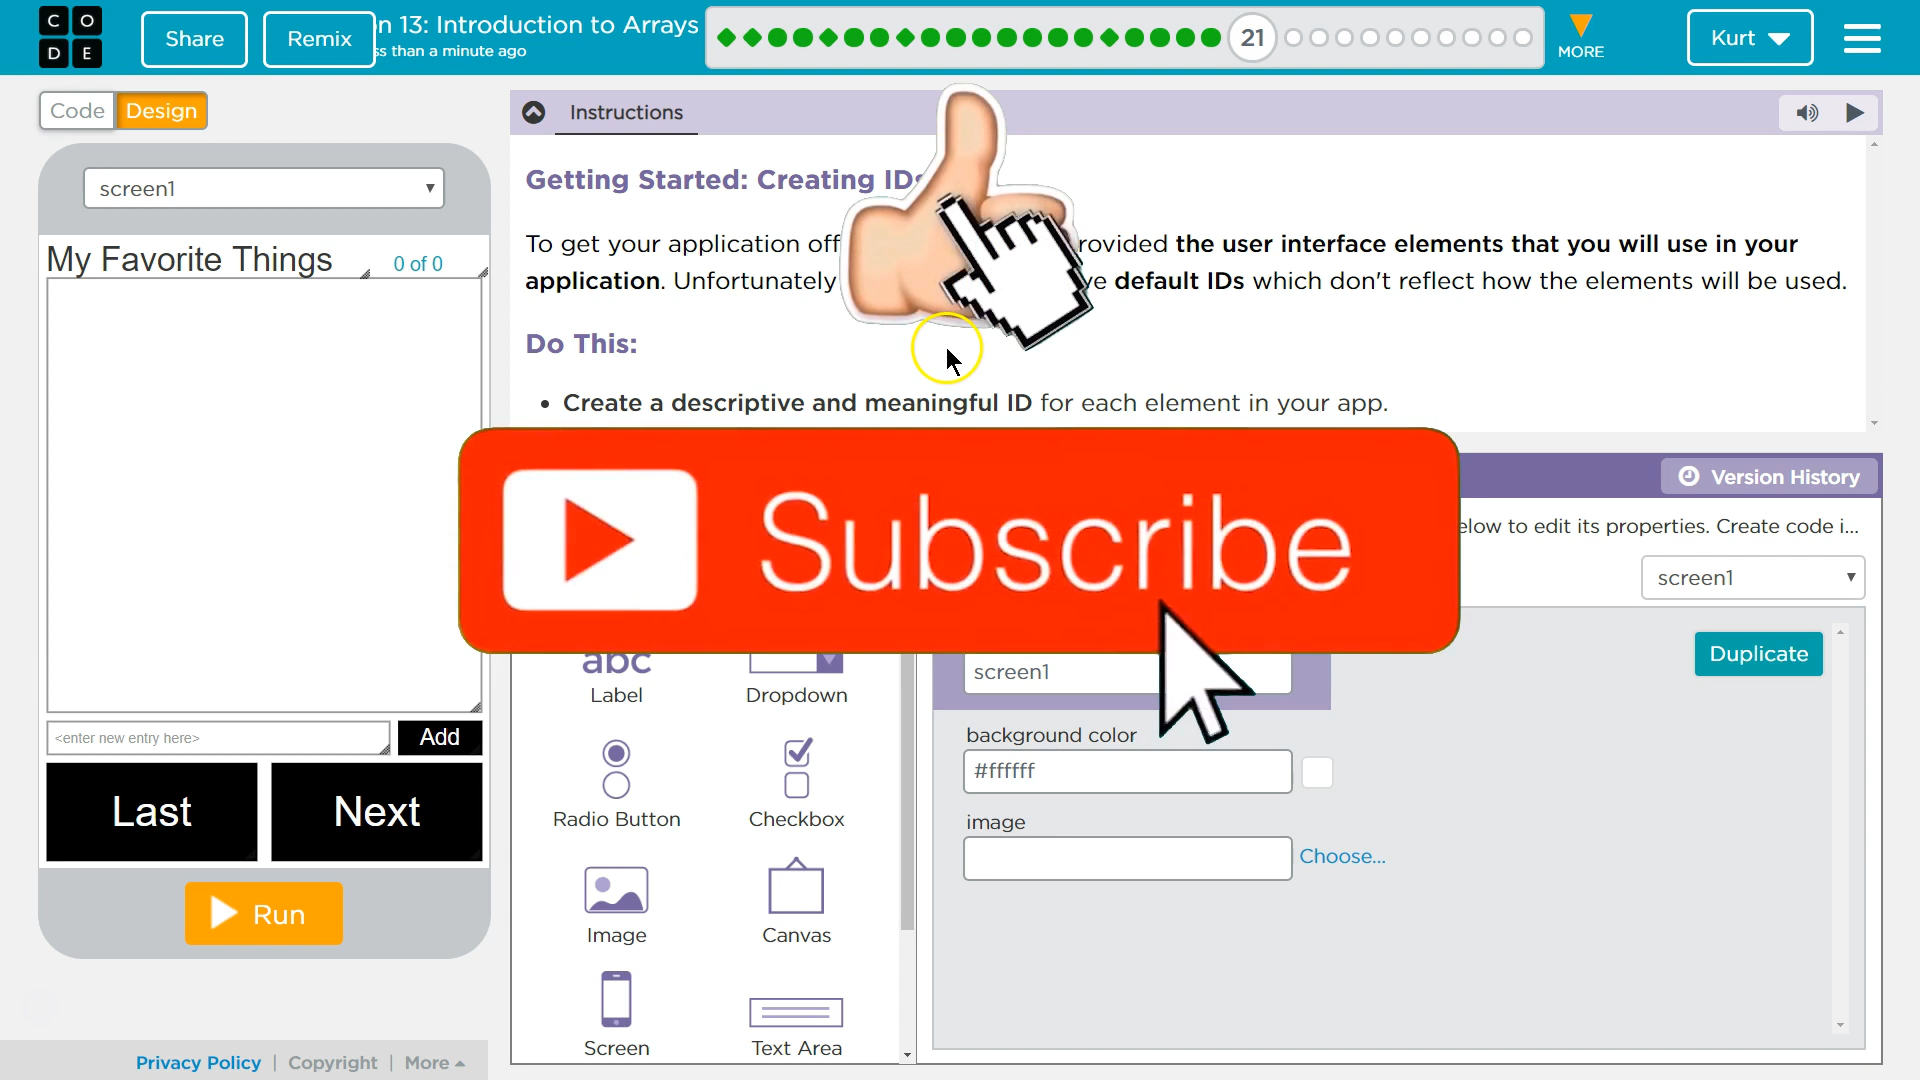 CODE
Share
Remix
n 13: Introduction to Arrays
ss than a minute ago
21
MORE
Kurt
Code
Design
Instructions
screen1
Getting Started: Creating IDs
To get your application off rovided the user interface elements that you will use in your
application. Unfortunately ve default IDs which don't reflect how the elements will be used.
Do This:
• Create a descriptive and meaningful ID for each element in your app.
My Favorite Things
0 of 0
<enter new entry here>
Add
Last
Next
Run
Subscribe
Version History
elow to edit its properties. Create code i...
screen1
Duplicate
abc
Label
Dropdown
Radio Button
Checkbox
Image
Canvas
Screen
Text Area
screen1
background color
#ffffff
image
Choose...
Privacy Policy | Copyright | More